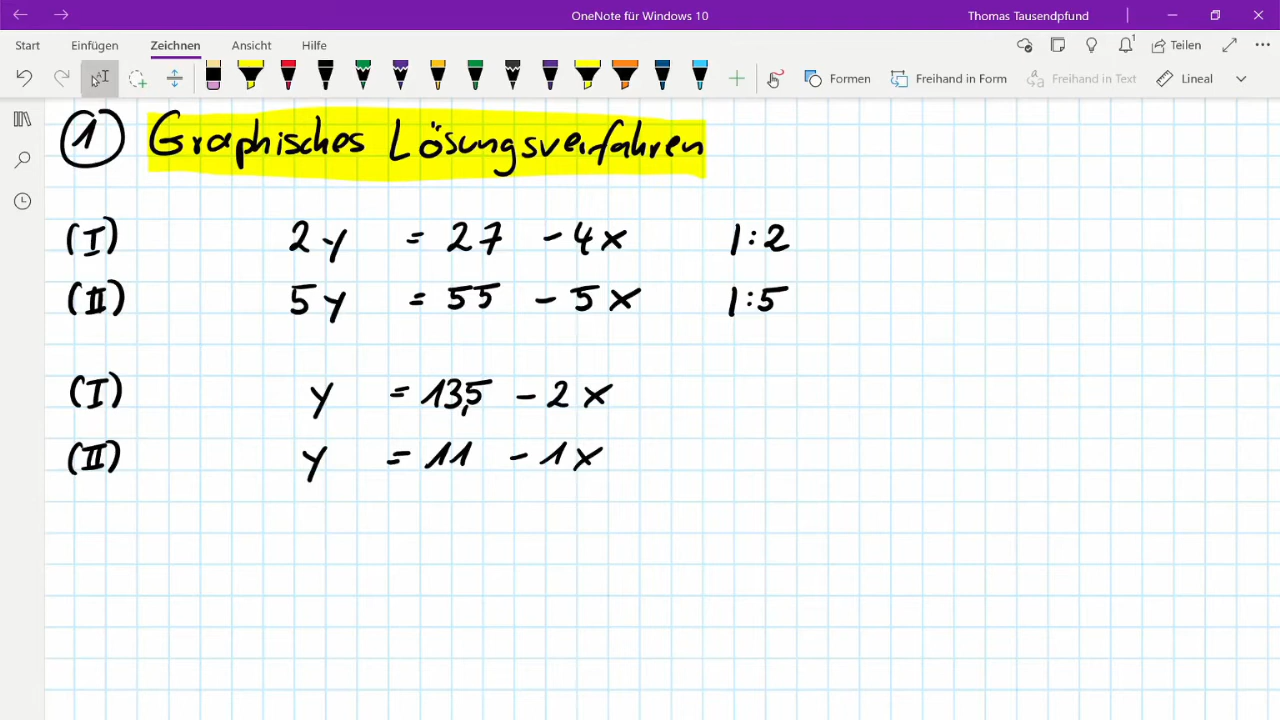 OneNote für Windows 10
Thomas Tausendpfund
Start Einfügen Zeichnen Ansicht Hilfe
Teilen
Formen Freihand in Form Freihand in Text Lineal
1 Graphisches Lösungsverfahren
(I) 2y = 27 - 4x |:2
(II) 5y = 55 - 5x |:5
(I) y = 13,5 - 2x
(II) y = 11 - 1x